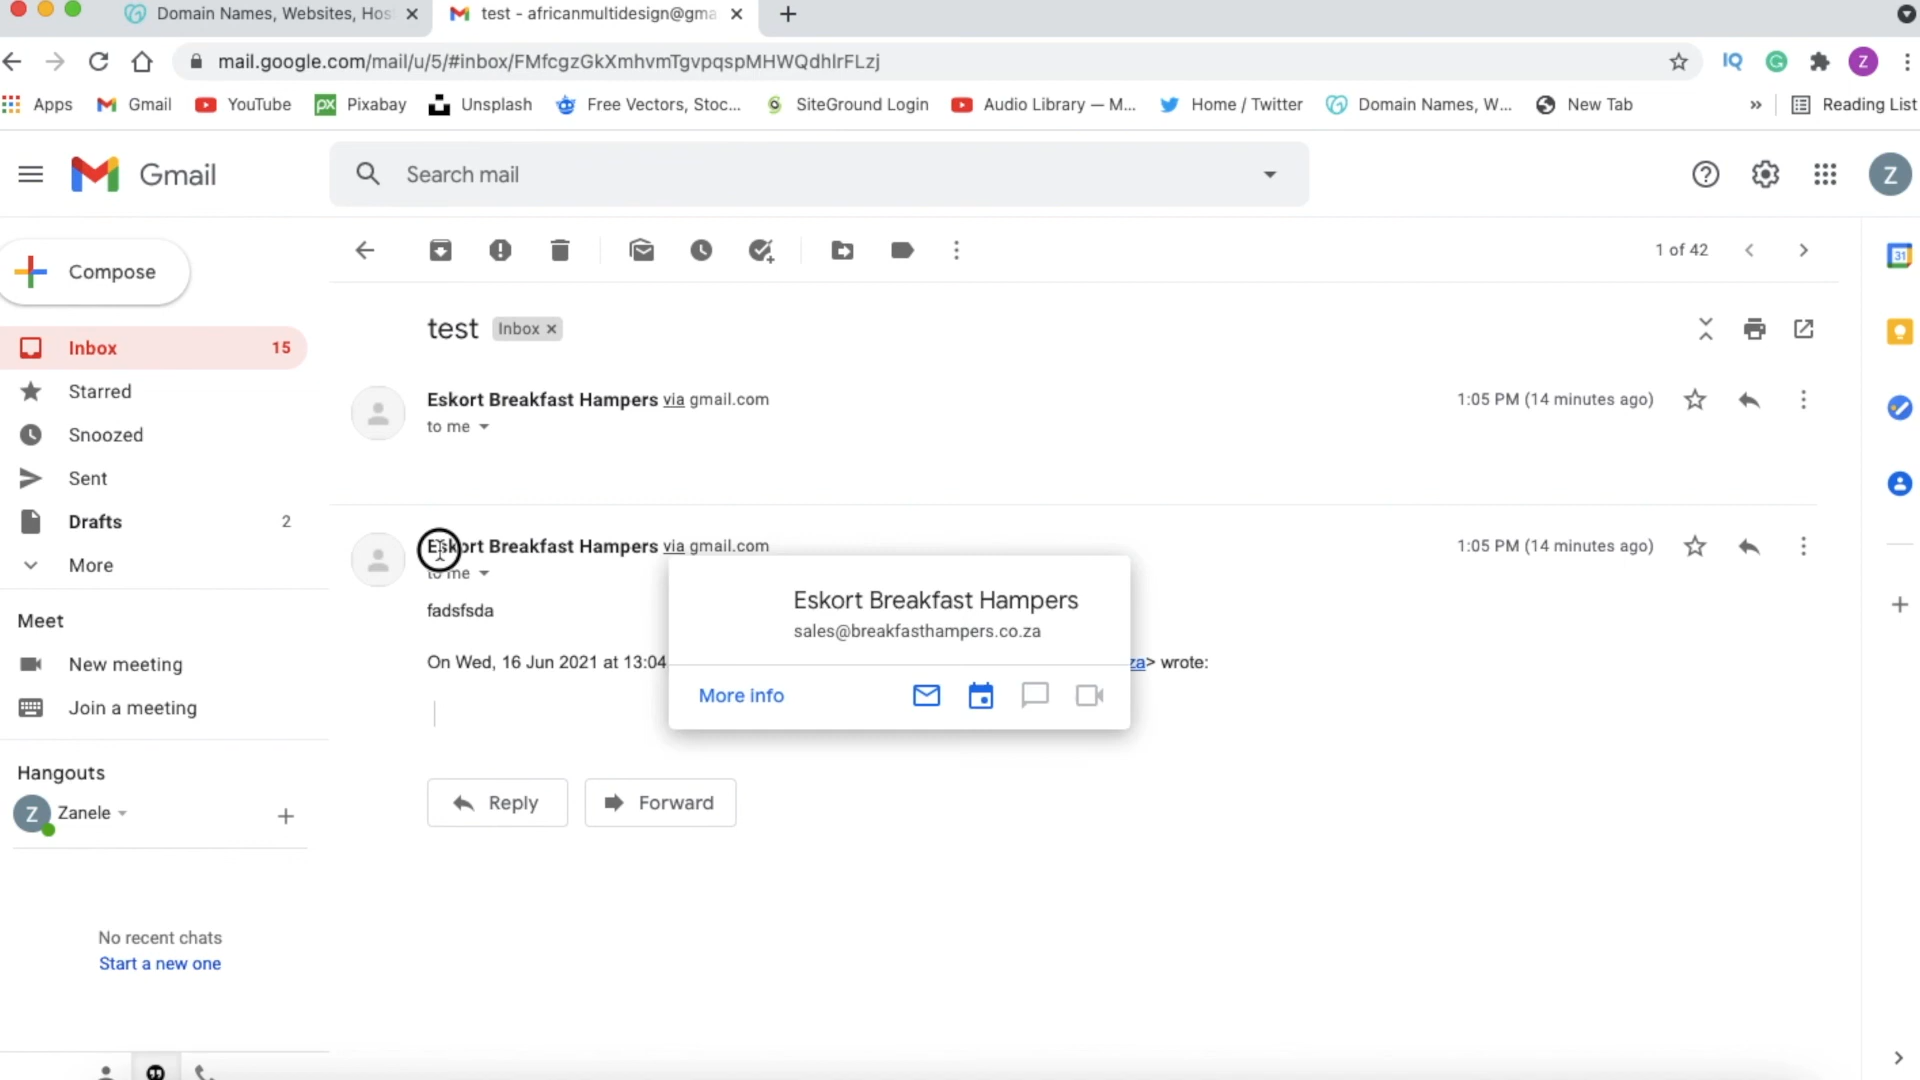 Domain Names, Websites, Hos
test - africanmultidesign@gma
mail.google.com/mail/u/5/#inbox/FMfcgzGkXmhvmTgvpqspMHWQdhlrFLzj
IQ
G
Z
Apps
Gmail
YouTube
px
Pixabay
Unsplash
Free Vectors, Stoc...
SiteGround Login
Audio Library — M...
Home / Twitter
Domain Names, W...
New Tab
»
Reading List
Gmail
Search mail
Z
Compose
1 of 42
31
test
Inbox ×
Inbox 15
Starred
Snoozed
Sent
Drafts 2
More
Eskort Breakfast Hampers via gmail.com
1:05 PM (14 minutes ago)
to me
Eskort Breakfast Hampers via gmail.com
1:05 PM (14 minutes ago)
to me
fadsfsda
On Wed, 16 Jun 2021 at 13:04
za> wrote:
Eskort Breakfast Hampers
sales@breakfasthampers.co.za
More info
Reply
Forward
Meet
New meeting
Join a meeting
Hangouts
Z
Zanele
No recent chats
Start a new one